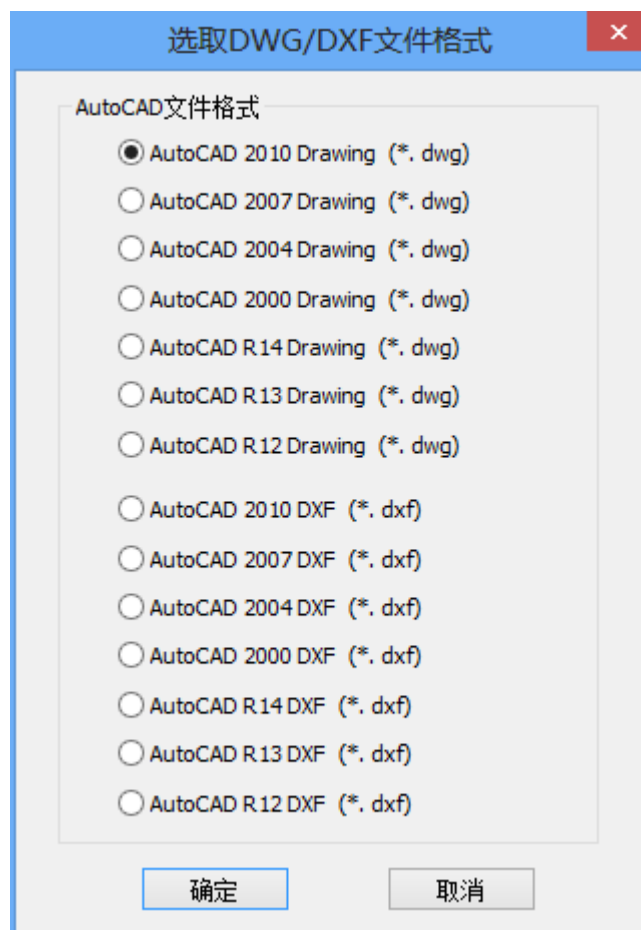 选取DWG/DXF文件格式
AutoCAD文件格式
AutoCAD 2010 Drawing (*. dwg)
AutoCAD 2007 Drawing (*. dwg)
AutoCAD 2004 Drawing (*. dwg)
AutoCAD 2000 Drawing (*. dwg)
AutoCAD R14 Drawing (*. dwg)
AutoCAD R13 Drawing (*. dwg)
AutoCAD R12 Drawing (*. dwg)
AutoCAD 2010 DXF (*. dxf)
AutoCAD 2007 DXF (*. dxf)
AutoCAD 2004 DXF (*. dxf)
AutoCAD 2000 DXF (*. dxf)
AutoCAD R14 DXF (*. dxf)
AutoCAD R13 DXF (*. dxf)
AutoCAD R12 DXF (*. dxf)
确定 取消